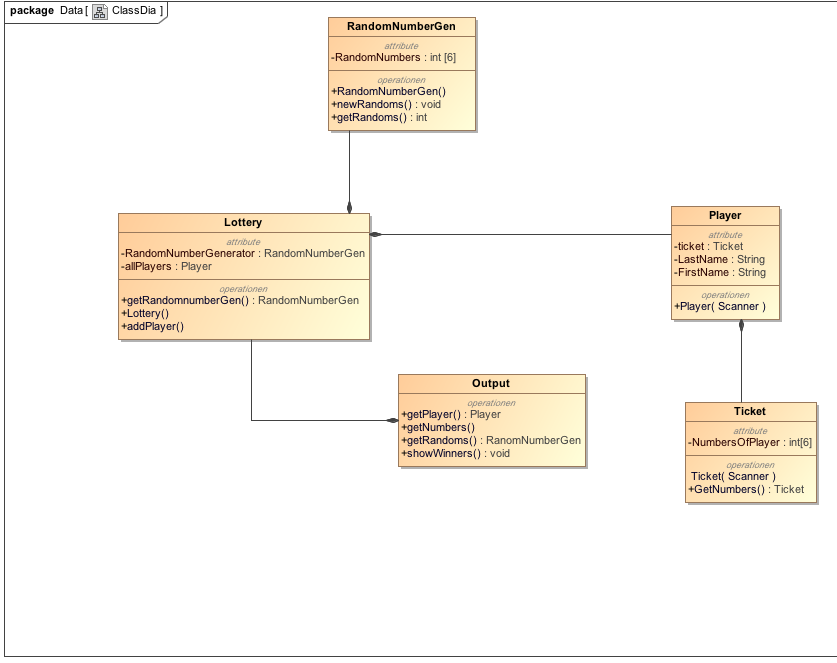 package Data [ ClassDia ]
RandomNumberGen
attribute
-RandomNumbers : int [6]
operationen
+RandomNumberGen()
+newRandoms() : void
+getRandoms() : int
Lottery
attribute
-RandomNumberGenerator : RandomNumberGen
-allPlayers : Player
operationen
+getRandomnumberGen() : RandomNumberGen
+Lottery()
+addPlayer()
Player
attribute
-ticket : Ticket
-LastName : String
-FirstName : String
operationen
+Player( Scanner )
Output
operationen
+getPlayer() : Player
+getNumbers()
+getRandoms() : RanomNumberGen
+showWinners() : void
Ticket
attribute
-NumbersOfPlayer : int[6]
operationen
Ticket( Scanner )
+GetNumbers() : Ticket